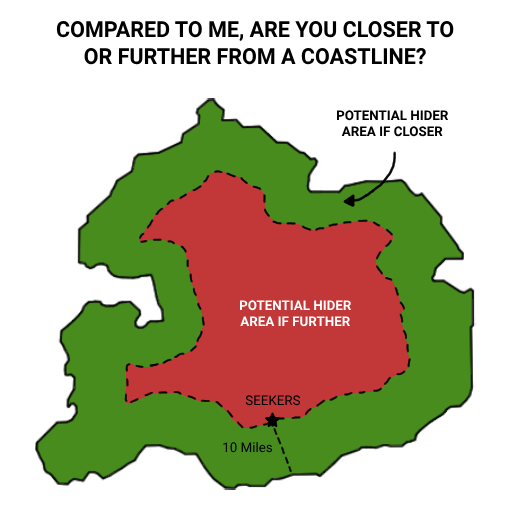 COMPARED TO ME, ARE YOU CLOSER TO
OR FURTHER FROM A COASTLINE?
POTENTIAL HIDER
AREA IF CLOSER
POTENTIAL HIDER
AREA IF FURTHER
SEEKERS
10 Miles